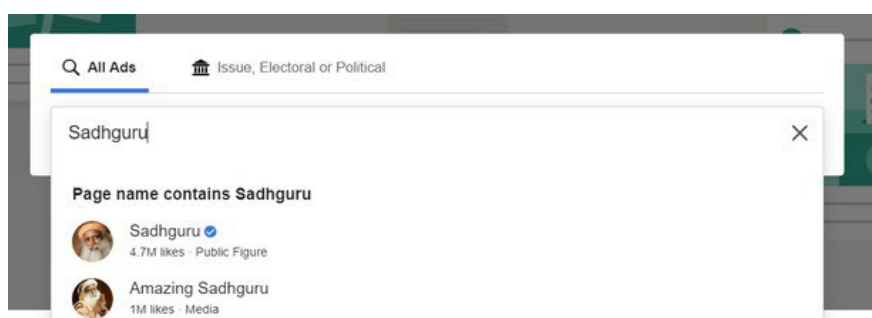 All Ads
Issue, Electoral or Political
Sadhguru
Page name contains Sadhguru
Sadhguru
4.7M likes · Public Figure
Amazing Sadhguru
1M likes · Media